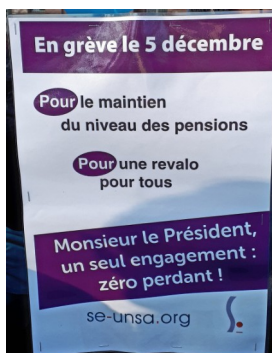 En grève le 5 décembre
Pour le maintien
du niveau des pensions
Pour une revalo
pour tous
Monsieur le Président,
un seul engagement :
zéro perdant !
se-unsa.org